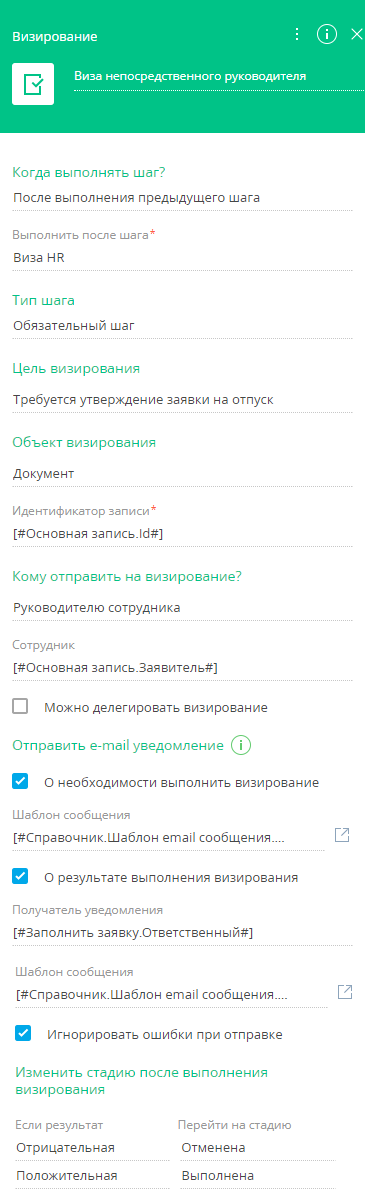 Визирование
Виза непосредственного руководителя
Когда выполнять шаг?
После выполнения предыдущего шага
Выполнить после шага*
Виза HR
Тип шага
Обязательный шаг
Цель визирования
Требуется утверждение заявки на отпуск
Объект визирования
Документ
Идентификатор записи*
[#Основная запись.Id#]
Кому отправить на визирование?
Руководителю сотрудника
Сотрудник
[#Основная запись.Заявитель#]
Можно делегировать визирование
Отправить e-mail уведомление
О необходимости выполнить визирование
Шаблон сообщения
[#Справочник.Шаблон email сообщения....
О результате выполнения визирования
Получатель уведомления
[#Заполнить заявку.Ответственный#]
Шаблон сообщения
[#Справочник.Шаблон email сообщения....
Игнорировать ошибки при отправке
Изменить стадию после выполнения
визирования
Если результат Перейти на стадию
Отрицательная Отменена
Положительная Выполнена